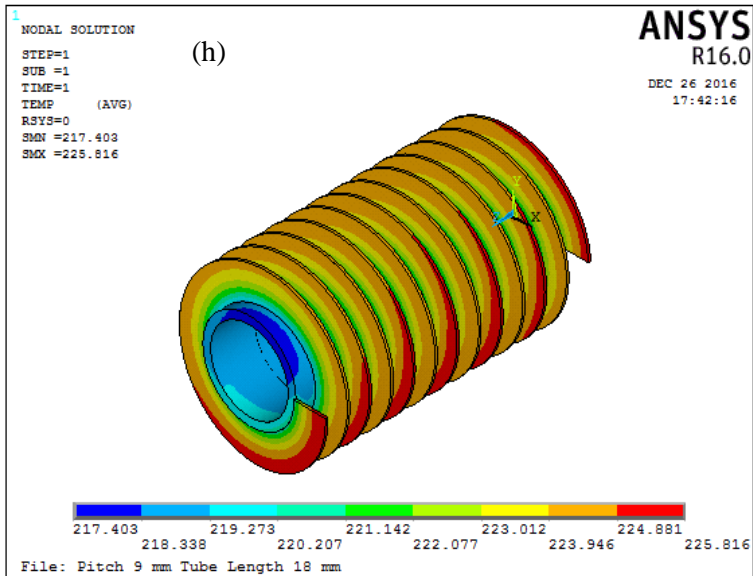 1
NODAL SOLUTION
STEP=1
SUB =1
TIME=1
TEMP (AVG)
RSYS=0
SMN =217.403
SMX =225.816
(h)
ANSYS
R16.0
DEC 26 2016
17:42:16
Y
Z
X
217.403 219.273 221.142 223.012 224.881
218.338 220.207 222.077 223.946 225.816
File: Pitch 9 mm Tube Length 18 mm